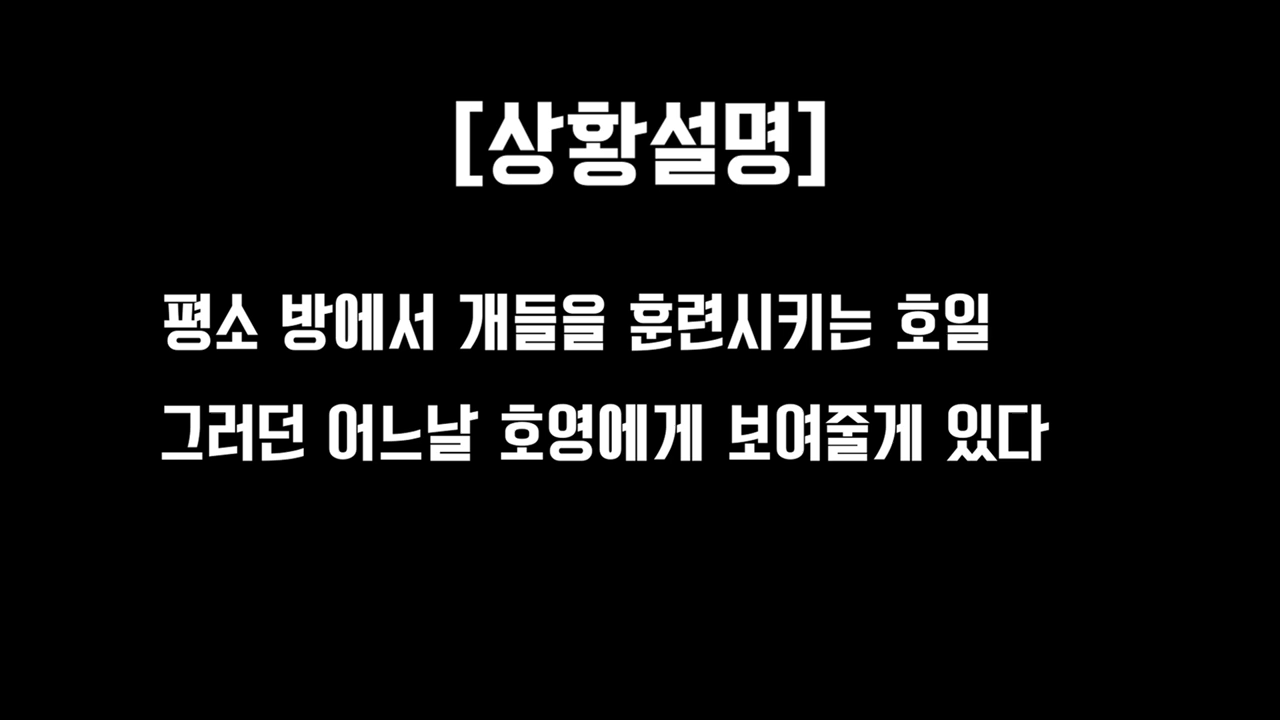 [상황설명]
평소 방에서 개들을 훈련시키는 호일
그러던 어느날 호영에게 보여줄게 있다